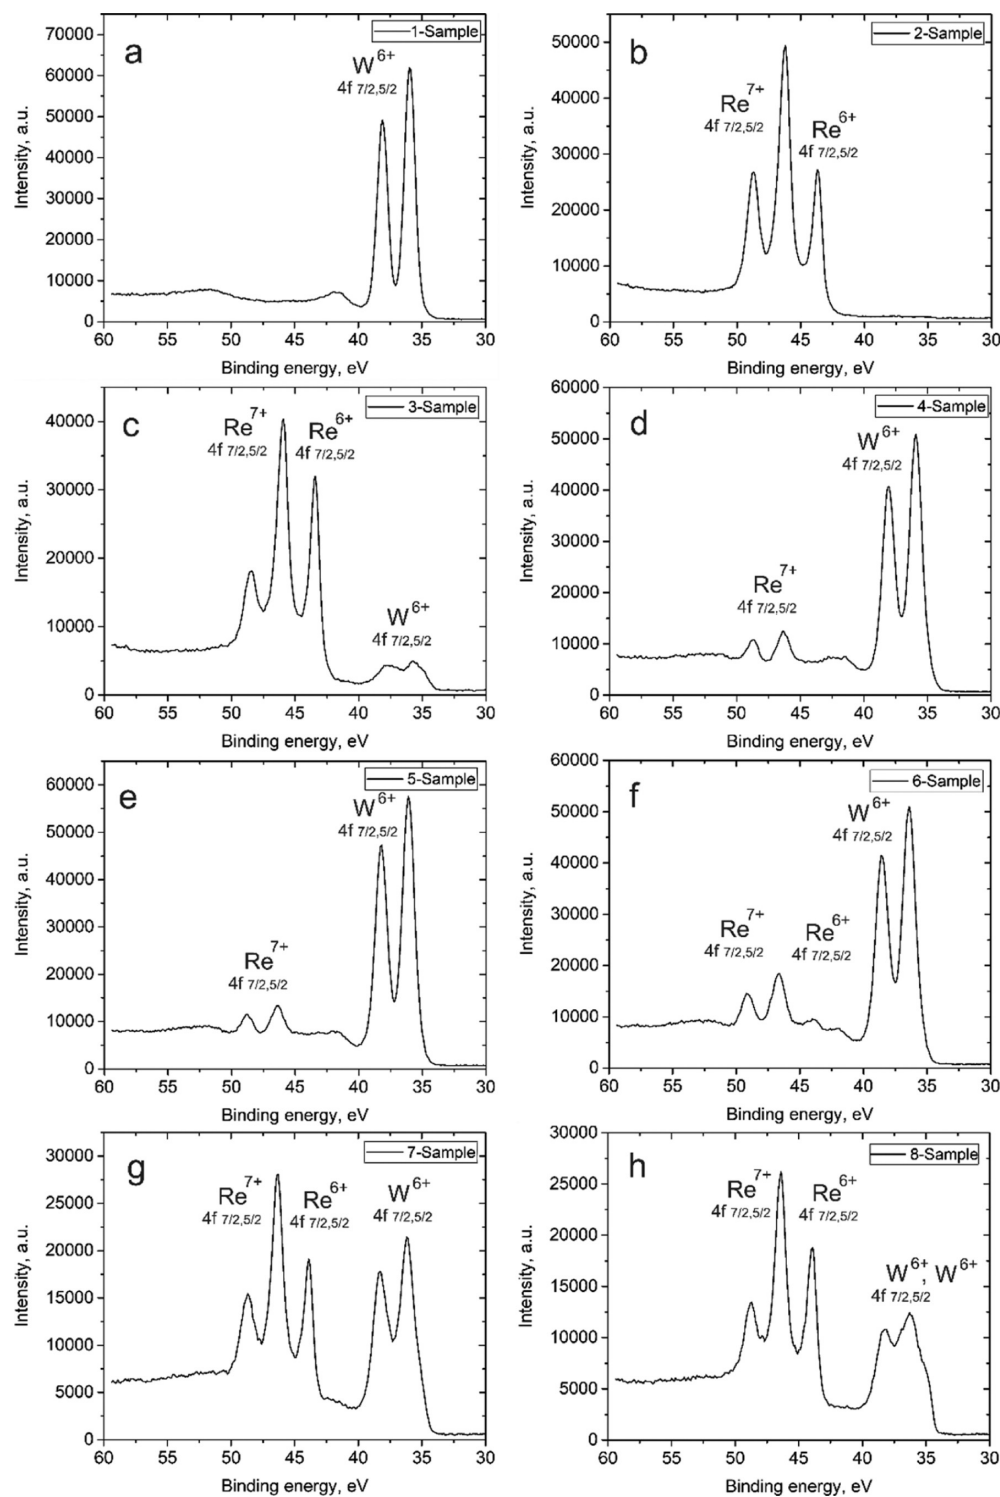 a
1-Sample
W6+
4f 7/2,5/2
Intensity, a.u.
70000
60000
50000
40000
30000
20000
10000
0
60 55 50 45 40 35 30
Binding energy, eV
b
2-Sample
Re7+
4f 7/2,5/2
Re6+
4f 7/2,5/2
Intensity, a.u.
50000
40000
30000
20000
10000
0
60 55 50 45 40 35 30
Binding energy, eV
c
3-Sample
Re7+
4f 7/2,5/2
Re6+
4f 7/2,5/2
W6+
4f 7/2,5/2
Intensity, a.u.
40000
30000
20000
10000
0
60 55 50 45 40 35 30
Binding energy, eV
d
4-Sample
W6+
4f 7/2,5/2
Re7+
4f 7/2,5/2
Intensity, a.u.
60000
50000
40000
30000
20000
10000
0
60 55 50 45 40 35 30
Binding energy, eV
e
5-Sample
W6+
4f 7/2,5/2
Re7+
4f 7/2,5/2
Intensity, a.u.
60000
50000
40000
30000
20000
10000
0
60 55 50 45 40 35 30
Binding energy, eV
f
6-Sample
W6+
4f 7/2,5/2
Re7+
4f 7/2,5/2
Re6+
4f 7/2,5/2
Intensity, a.u.
60000
50000
40000
30000
20000
10000
0
60 55 50 45 40 35 30
Binding energy, eV
g
7-Sample
Re7+
4f 7/2,5/2
Re6+
4f 7/2,5/2
W6+
4f 7/2,5/2
Intensity, a.u.
30000
25000
20000
15000
10000
5000
0
60 55 50 45 40 35 30
Binding energy, eV
h
8-Sample
Re7+
4f 7/2,5/2
Re6+
4f 7/2,5/2
W6+, W6+
4f 7/2,5/2
Intensity, a.u.
30000
25000
20000
15000
10000
5000
0
60 55 50 45 40 35 30
Binding energy, eV